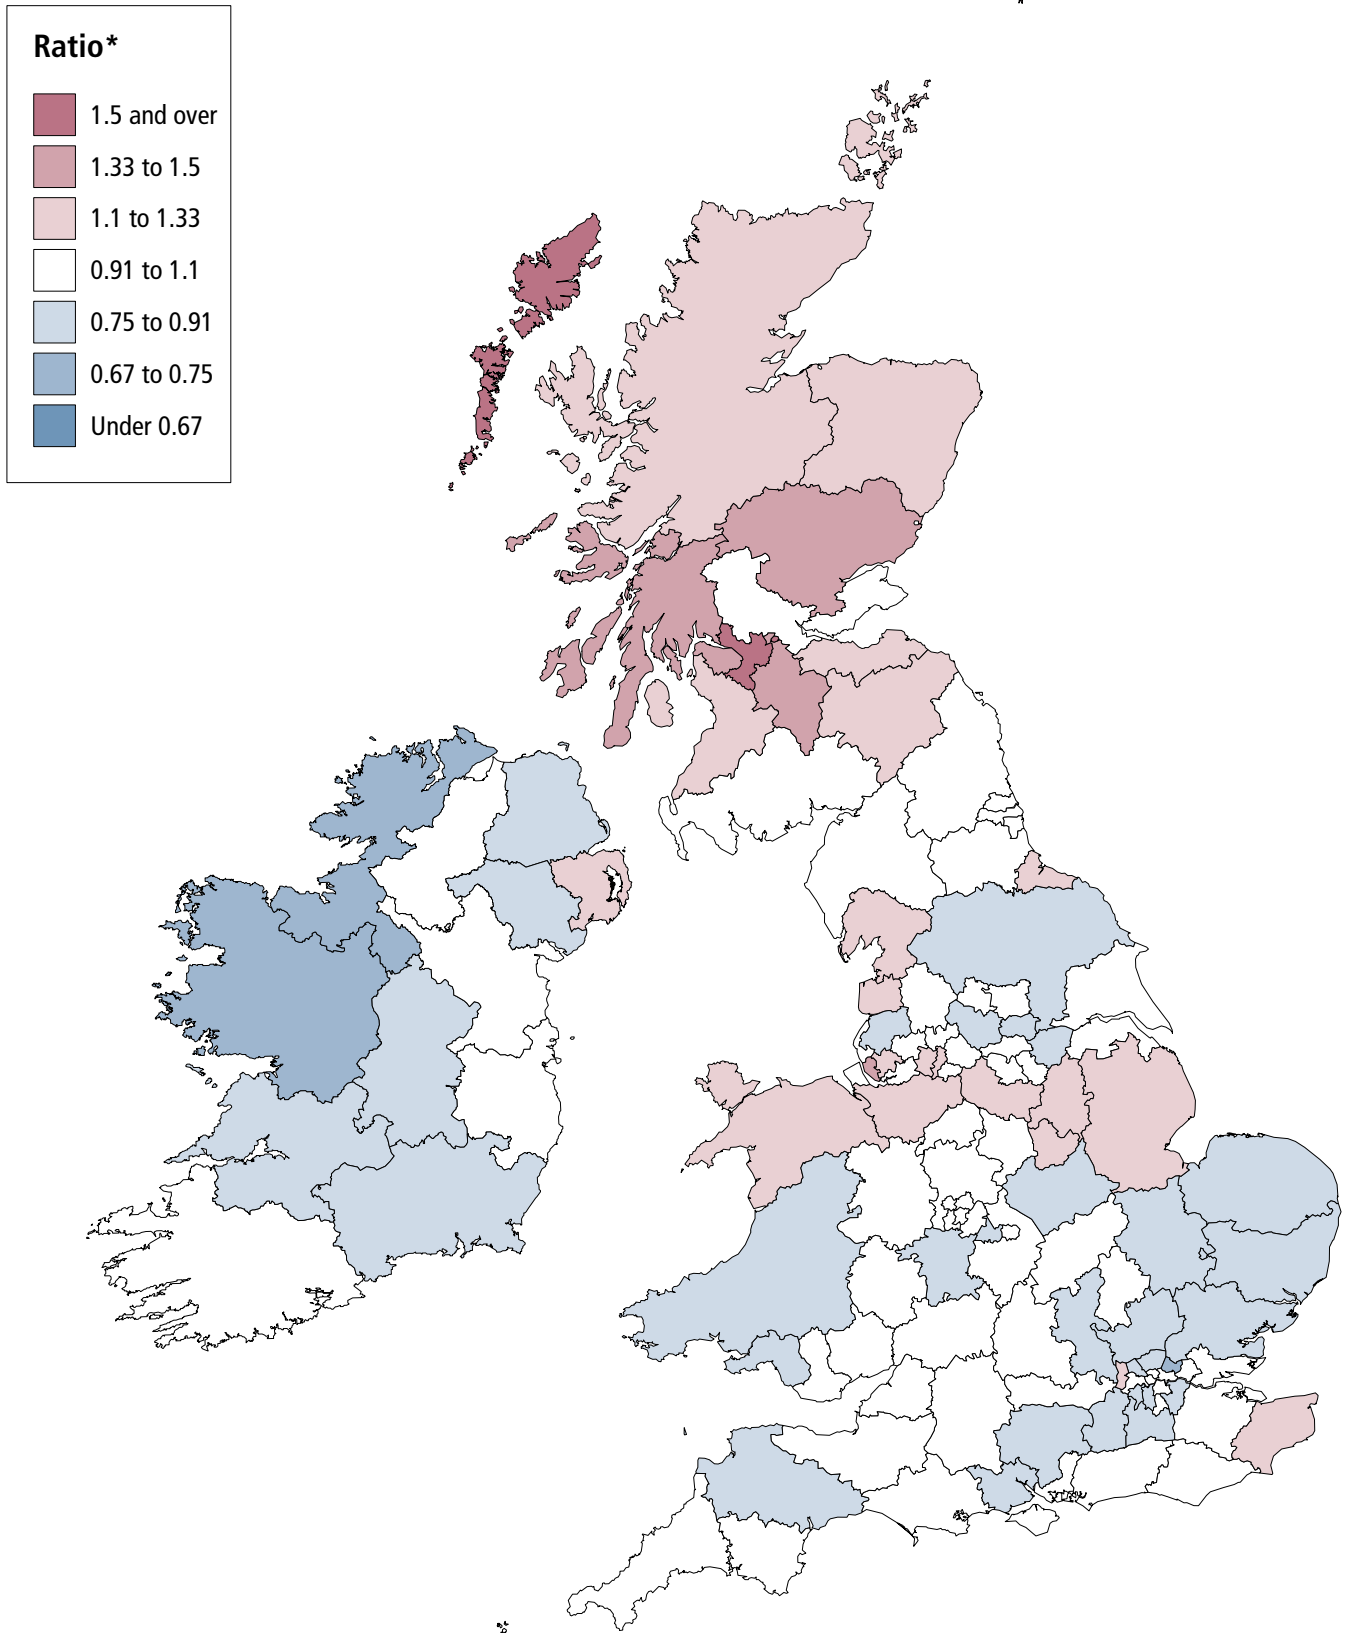 Ratio*
1.5 and over
1.33 to 1.5
1.1 to 1.33
0.91 to 1.1
0.75 to 0.91
0.67 to 0.75
Under 0.67